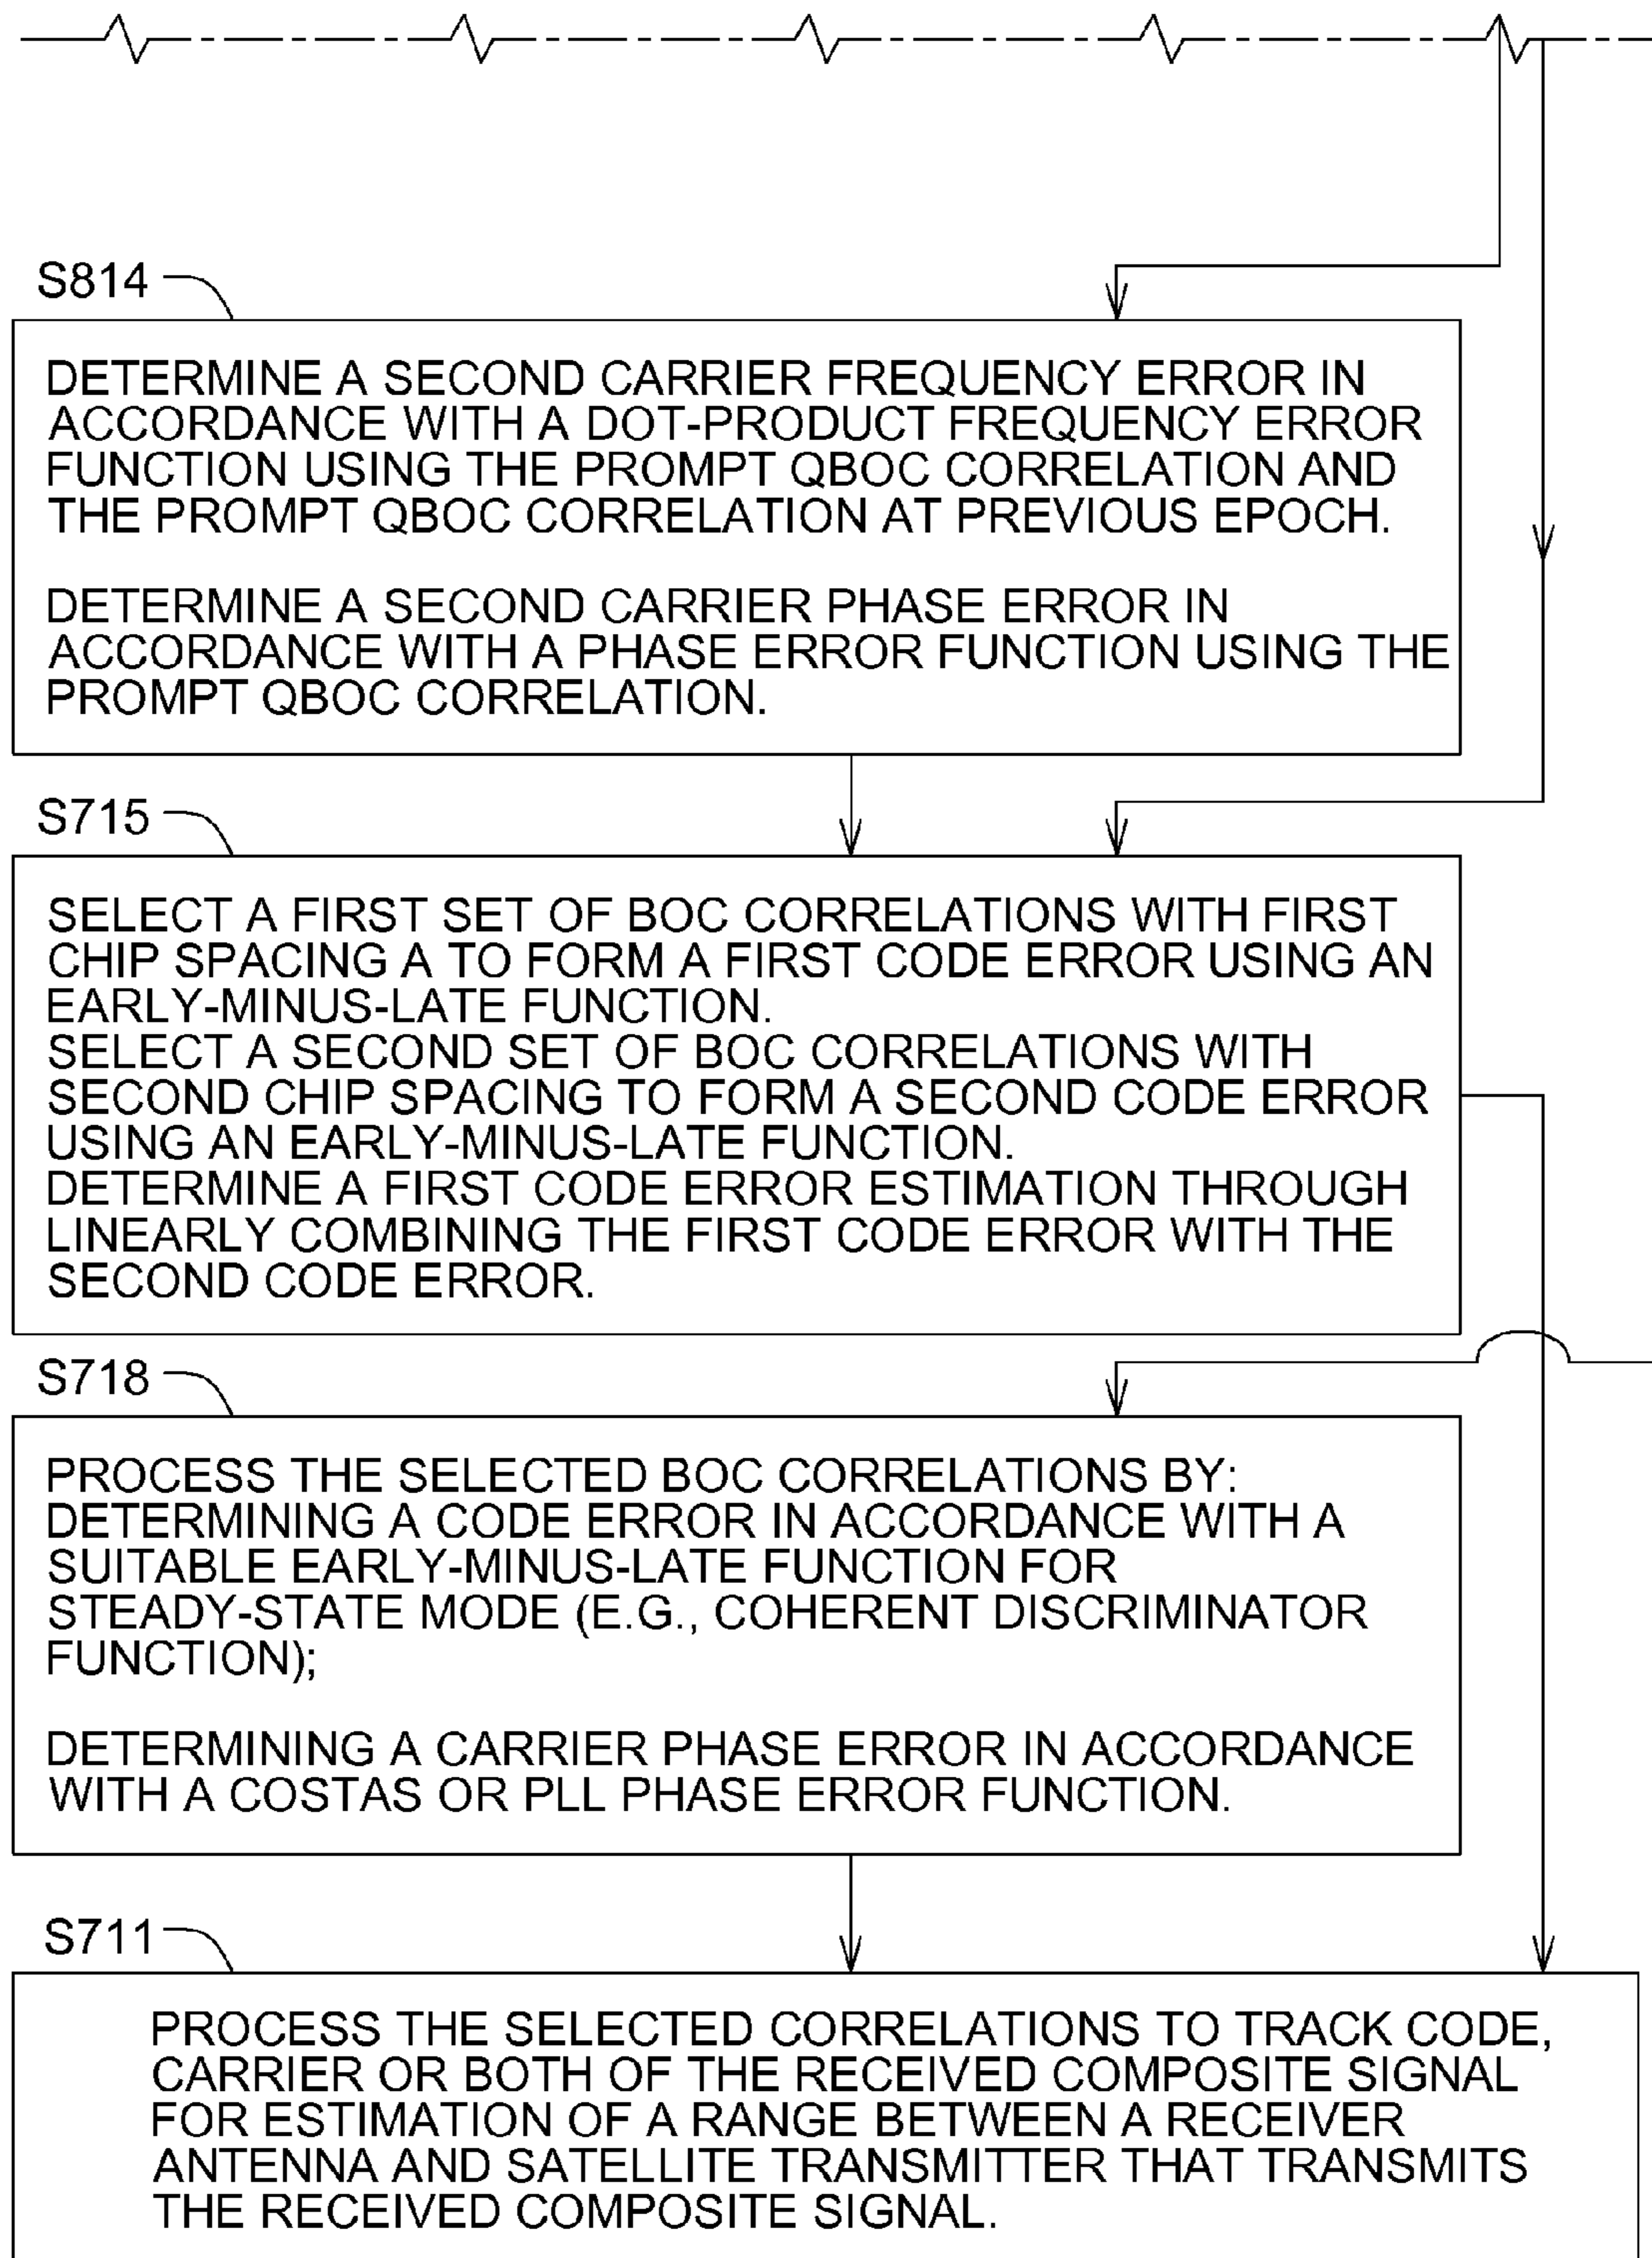 S814
DETERMINE A SECOND CARRIER FREQUENCY ERROR IN
ACCORDANCE WITH A DOT-PRODUCT FREQUENCY ERROR
FUNCTION USING THE PROMPT QBOC CORRELATION AND
THE PROMPT QBOC CORRELATION AT PREVIOUS EPOCH.
DETERMINE A SECOND CARRIER PHASE ERROR IN
ACCORDANCE WITH A PHASE ERROR FUNCTION USING THE
PROMPT QBOC CORRELATION.
S715
SELECT A FIRST SET OF BOC CORRELATIONS WITH FIRST
CHIP SPACING A TO FORM A FIRST CODE ERROR USING AN
EARLY-MINUS-LATE FUNCTION.
SELECT A SECOND SET OF BOC CORRELATIONS WITH
SECOND CHIP SPACING TO FORM A SECOND CODE ERROR
USING AN EARLY-MINUS-LATE FUNCTION.
DETERMINE A FIRST CODE ERROR ESTIMATION THROUGH
LINEARLY COMBINING THE FIRST CODE ERROR WITH THE
SECOND CODE ERROR.
S718
PROCESS THE SELECTED BOC CORRELATIONS BY:
DETERMINING A CODE ERROR IN ACCORDANCE WITH A
SUITABLE EARLY-MINUS-LATE FUNCTION FOR
STEADY-STATE MODE (E.G., COHERENT DISCRIMINATOR
FUNCTION);
DETERMINING A CARRIER PHASE ERROR IN ACCORDANCE
WITH A COSTAS OR PLL PHASE ERROR FUNCTION.
S711
PROCESS THE SELECTED CORRELATIONS TO TRACK CODE,
CARRIER OR BOTH OF THE RECEIVED COMPOSITE SIGNAL
FOR ESTIMATION OF A RANGE BETWEEN A RECEIVER
ANTENNA AND SATELLITE TRANSMITTER THAT TRANSMITS
THE RECEIVED COMPOSITE SIGNAL.